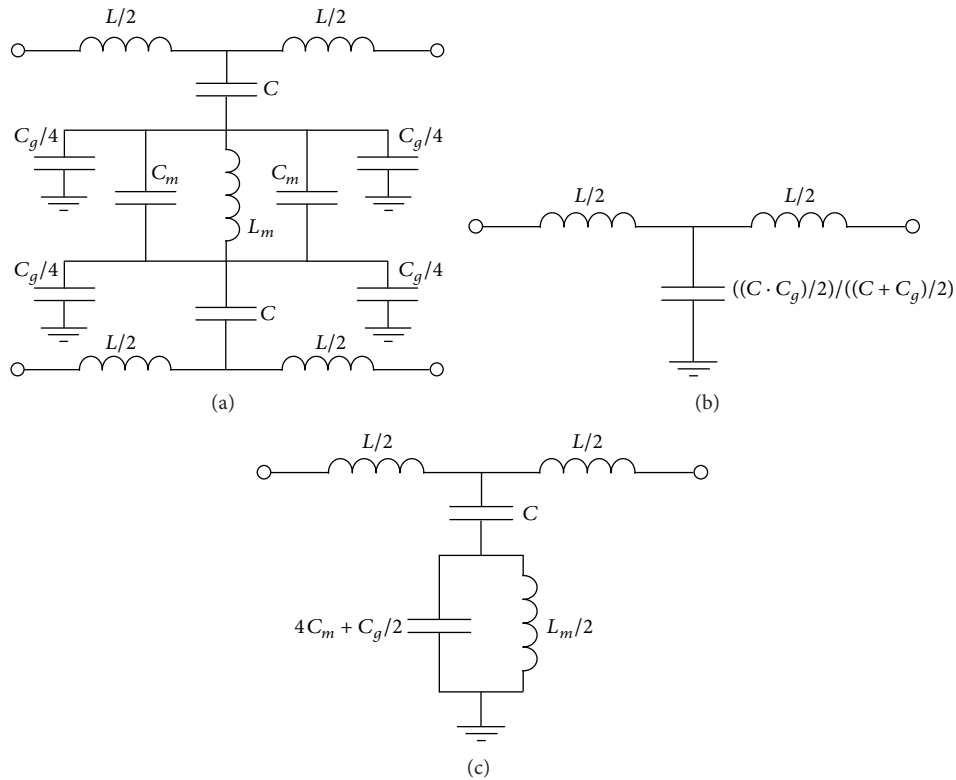 L/2 L/2
C
C_g/4 C_g/4
C_m C_m
L_m
C_g/4 C_g/4
C
L/2 L/2
(a)
L/2 L/2
((C · C_g)/2)/((C + C_g)/2)
(b)
L/2 L/2
C
4C_m + C_g/2 L_m/2
(c)